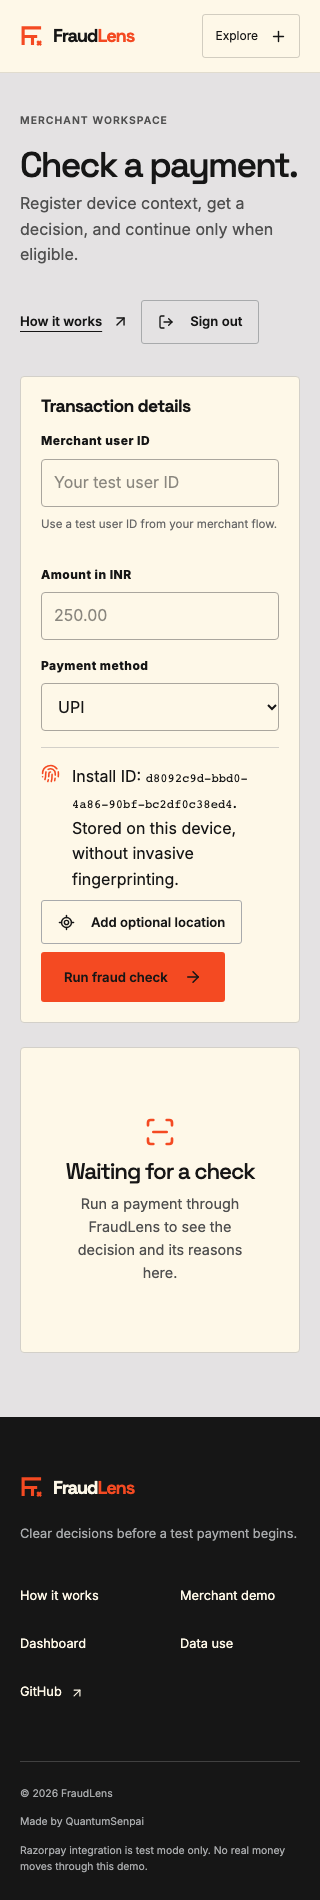 FraudLens
Explore
MERCHANT WORKSPACE
Check a payment.
Register device context, get a
decision, and continue only when
eligible.
How it works
Sign out
Transaction details
Merchant user ID
Your test user ID
Use a test user ID from your merchant flow.
Amount in INR
250.00
Payment method
UPI
Install ID: d8092c9d-bbd0-
4a86-90bf-bc2df0c38ed4.
Stored on this device,
without invasive
fingerprinting.
Add optional location
Run fraud check
Waiting for a check
Run a payment through
FraudLens to see the
decision and its reasons
here.
FraudLens
Clear decisions before a test payment begins.
How it works
Merchant demo
Dashboard
Data use
GitHub
© 2026 FraudLens
Made by QuantumSenpai
Razorpay integration is test mode only. No real money
moves through this demo.